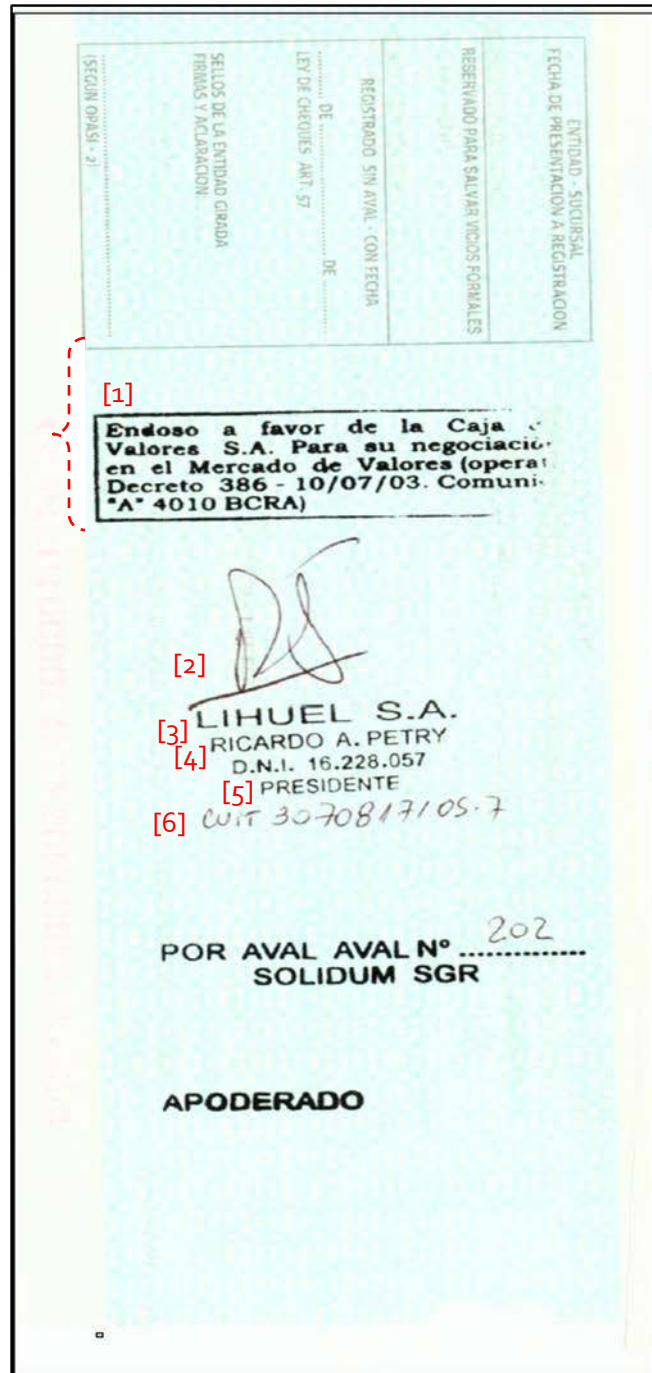 ENTIDAD - SUCURSAL
FECHA DE PRESENTACION A REGISTRACION
RESERVADO PARA SALVAR VICIOS FORMALES
REGISTRADO SIN AVAL - CON FECHA
............ DE ........................ DE ............
LEY DE CHEQUES ART. 57
SELLOS DE LA ENTIDAD GIRADA
FIRMAS Y ACLARACION:
(SEGUN OPASI - 2)
[1]
Endoso a favor de la Caja
Valores S.A. Para su negociació
en el Mercado de Valores (opera
Decreto 386 - 10/07/03. Comuni
"A" 4010 BCRA)
[2]
LIHUEL S.A.
[3] RICARDO A. PETRY
[4] D.N.I. 16.228.057
[5] PRESIDENTE
[6] CUIT 3070817105-7
POR AVAL AVAL Nº 202
SOLIDUM SGR
APODERADO